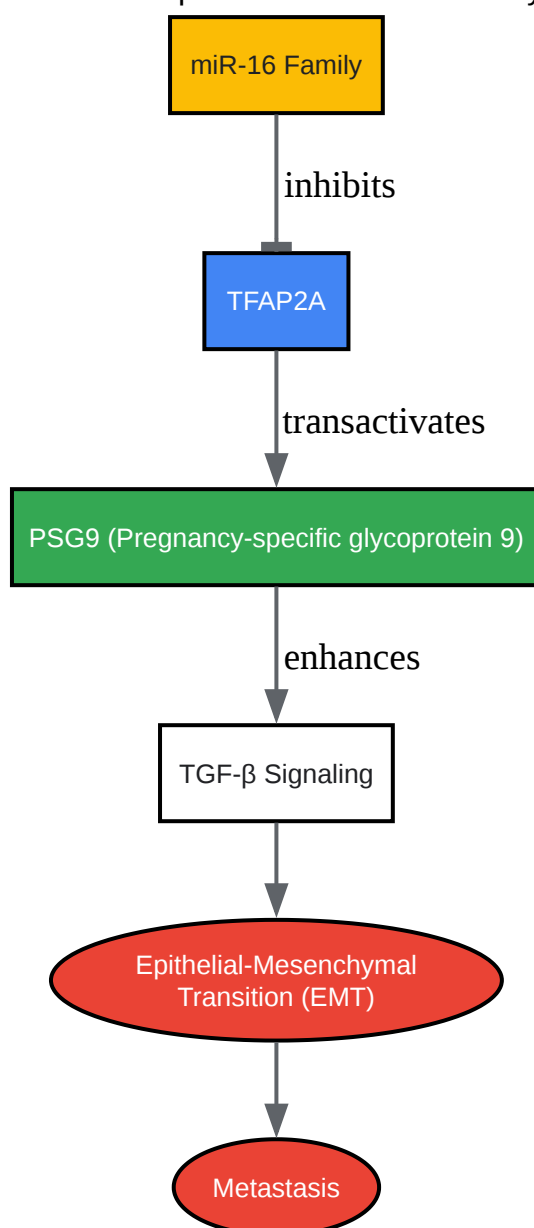 miR-16 Family
inhibits
TFAP2A
transactivates
PSG9 (Pregnancy-specific glycoprotein 9)
enhances
TGF-β Signaling
Epithelial-Mesenchymal
Transition (EMT)
Metastasis